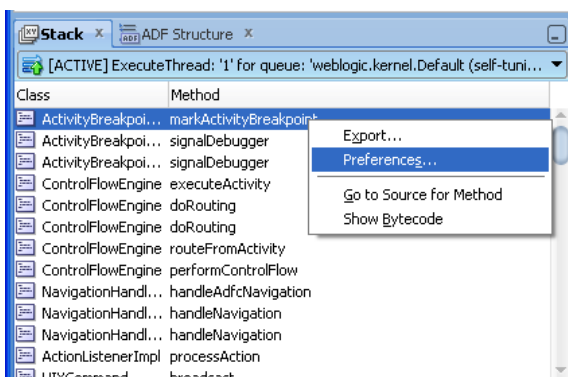 Stack x ADF Structure x
[ACTIVE] ExecuteThread: '1' for queue: 'weblogic.kernel.Default (self-tuni...
Class Method
ActivityBreakpoi... markActivityBreakpoint
ActivityBreakpoi... signalDebugger
ActivityBreakpoi... signalDebugger
ControlFlowEngine executeActivity
ControlFlowEngine doRouting
ControlFlowEngine doRouting
ControlFlowEngine routeFromActivity
ControlFlowEngine performControlFlow
NavigationHandl... handleAdfcNavigation
NavigationHandl... handleNavigation
NavigationHandl... handleNavigation
ActionListenerImpl processAction
UIXCommand broadcast
Export...
Preferences...
Go to Source for Method
Show Bytecode